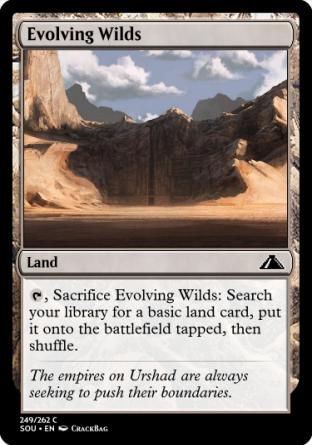 Evolving Wilds
Land
, Sacrifice Evolving Wilds: Search
your library for a basic land card, put
it onto the battlefield tapped, then
shuffle.
The empires on Urshad are always
seeking to push their boundaries.
249/262 C
SOU • EN CrackBag